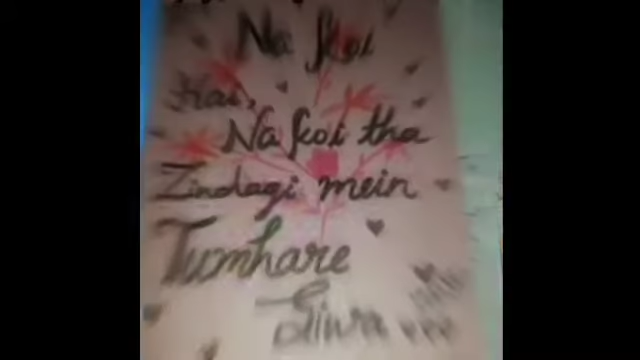 Na koi
Hai,
Na koi tha
Zindagi mein
Tumhare
Siwa